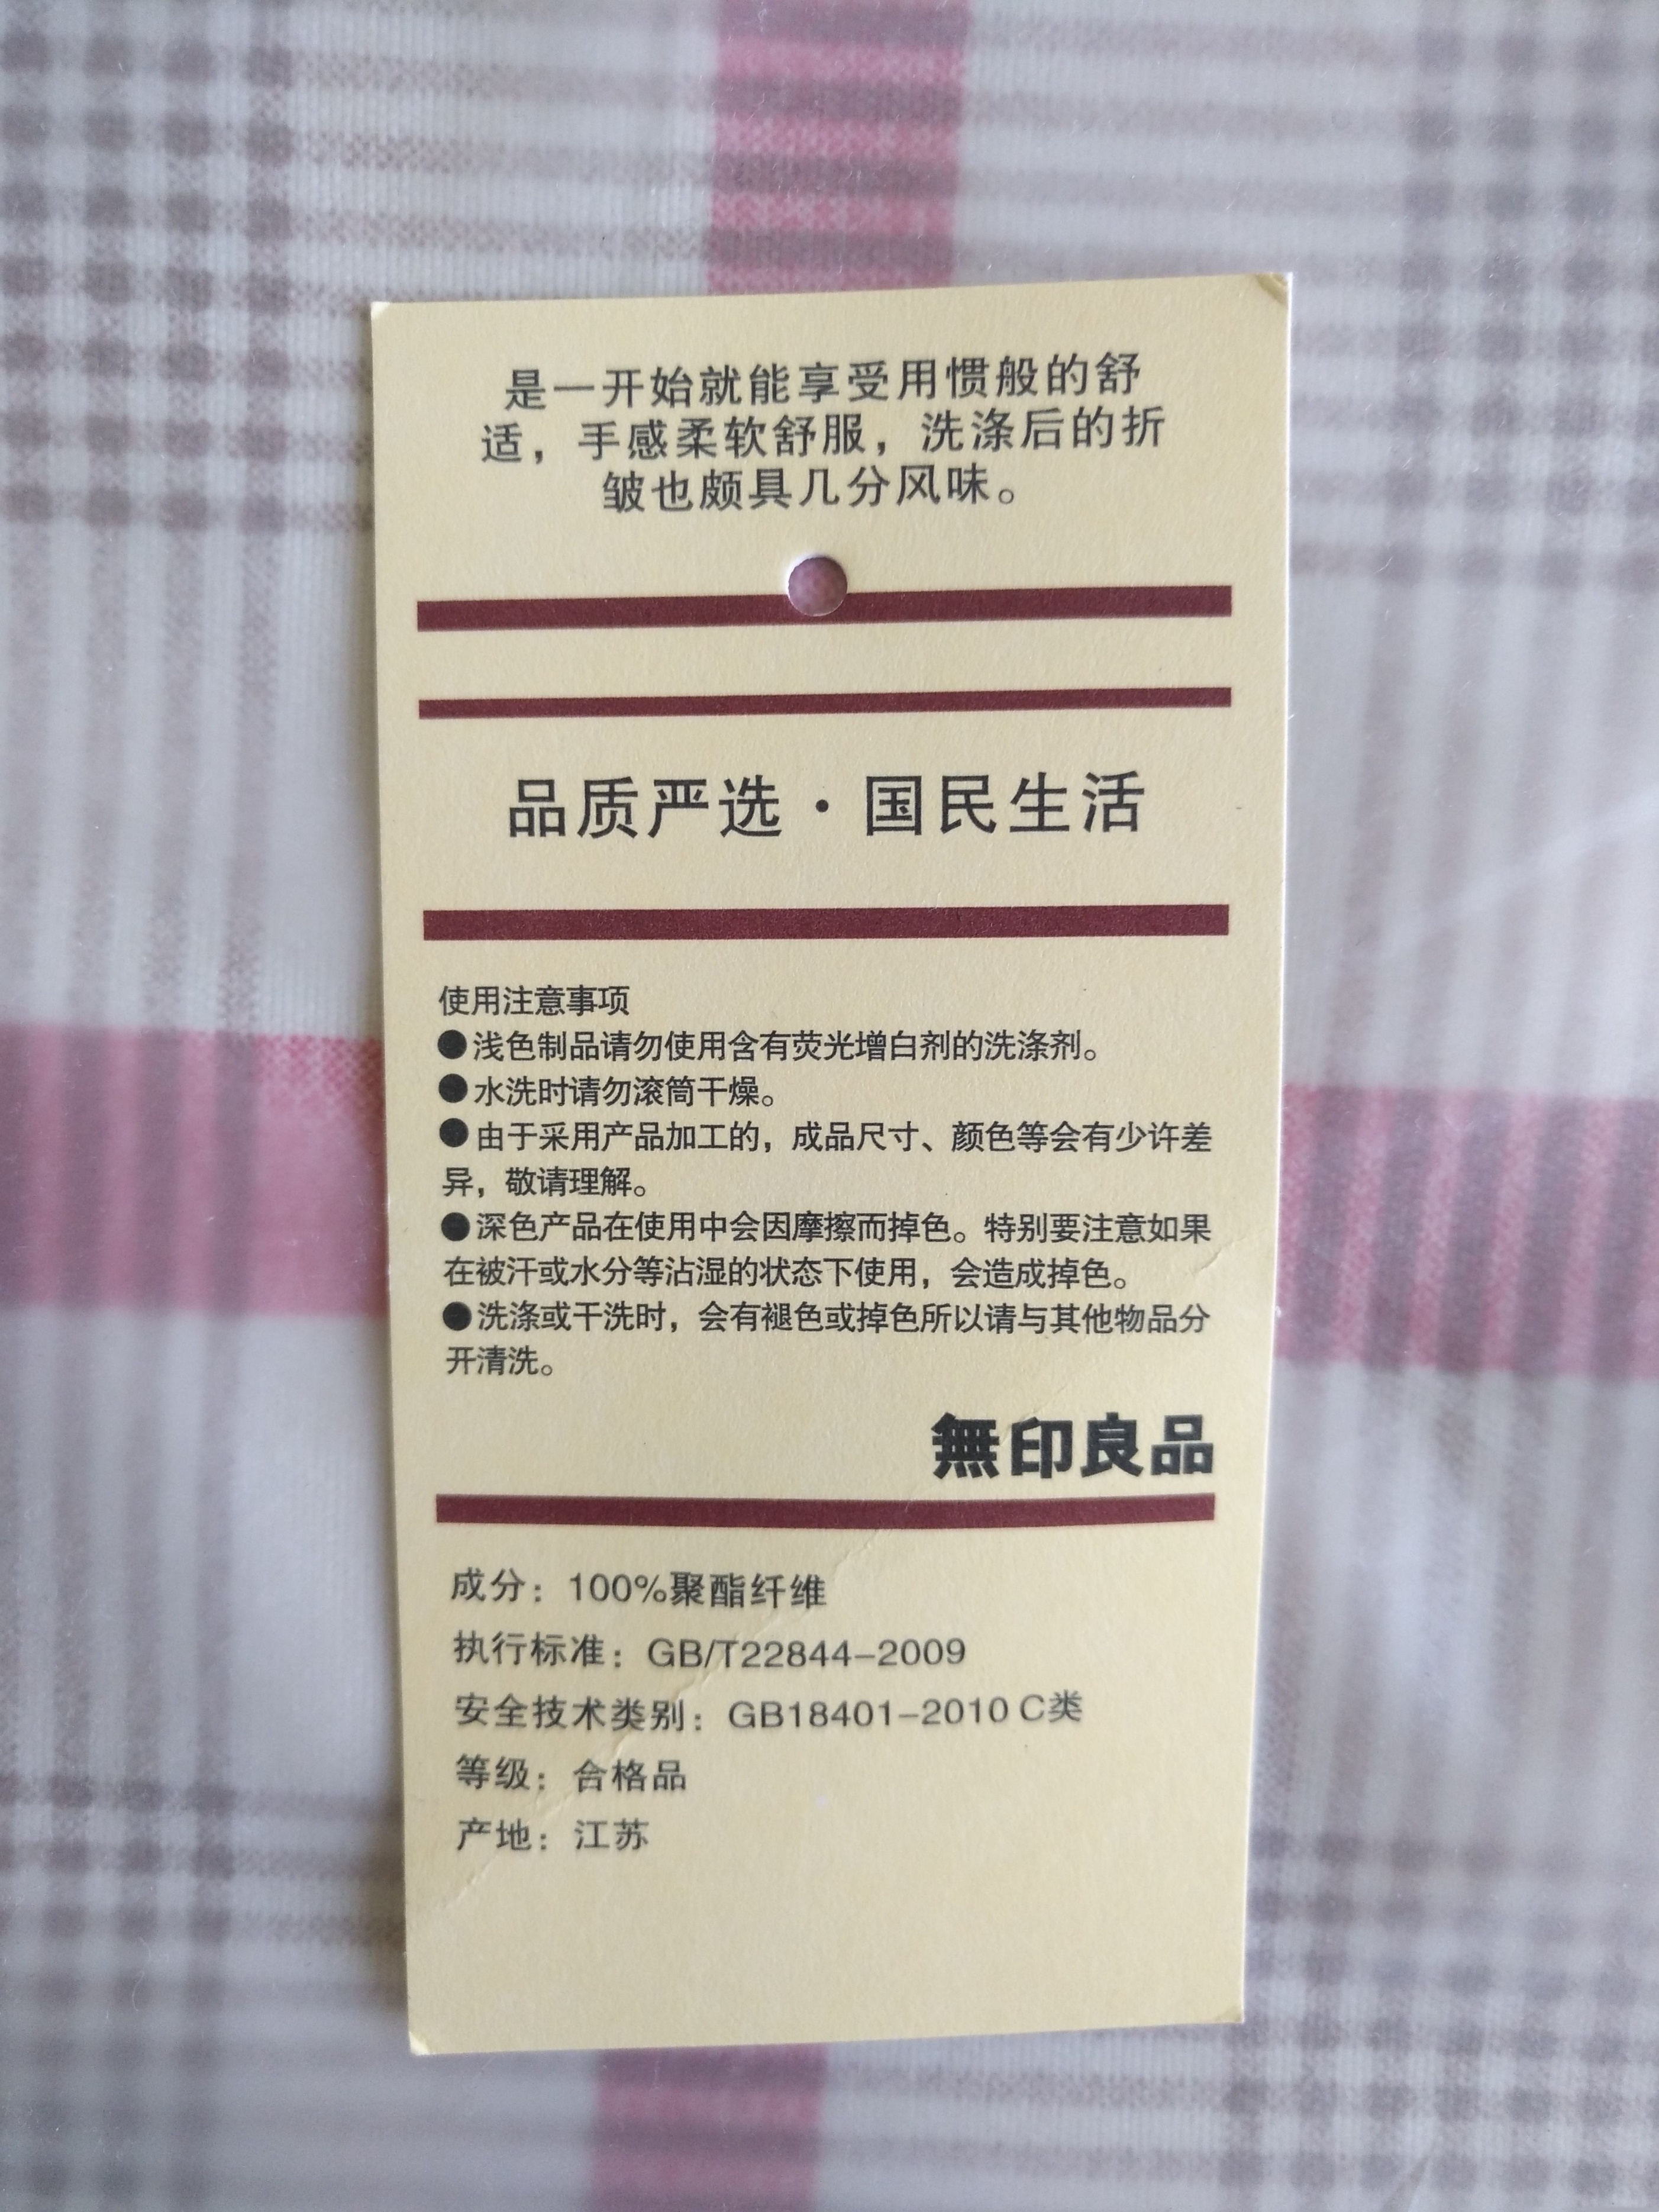 是一开始就能享受用惯般的舒
适，手感柔软舒服，洗涤后的折
皱也颇具几分风味。
品质严选·国民生活
使用注意事项
●浅色制品请勿使用含有荧光增白剂的洗涤剂。
●水洗时请勿滚筒干燥。
●由于采用产品加工的，成品尺寸、颜色等会有少许差
异，敬请理解。
●深色产品在使用中会因摩擦而掉色。特别要注意如果
在被汗或水分等沾湿的状态下使用，会造成掉色。
●洗涤或干洗时，会有褪色或掉色所以请与其他物品分
开清洗。
無印良品
成分：100%聚酯纤维
执行标准：GB/T22844-2009
安全技术类别：GB18401-2010 C类
等级：合格品
产地：江苏